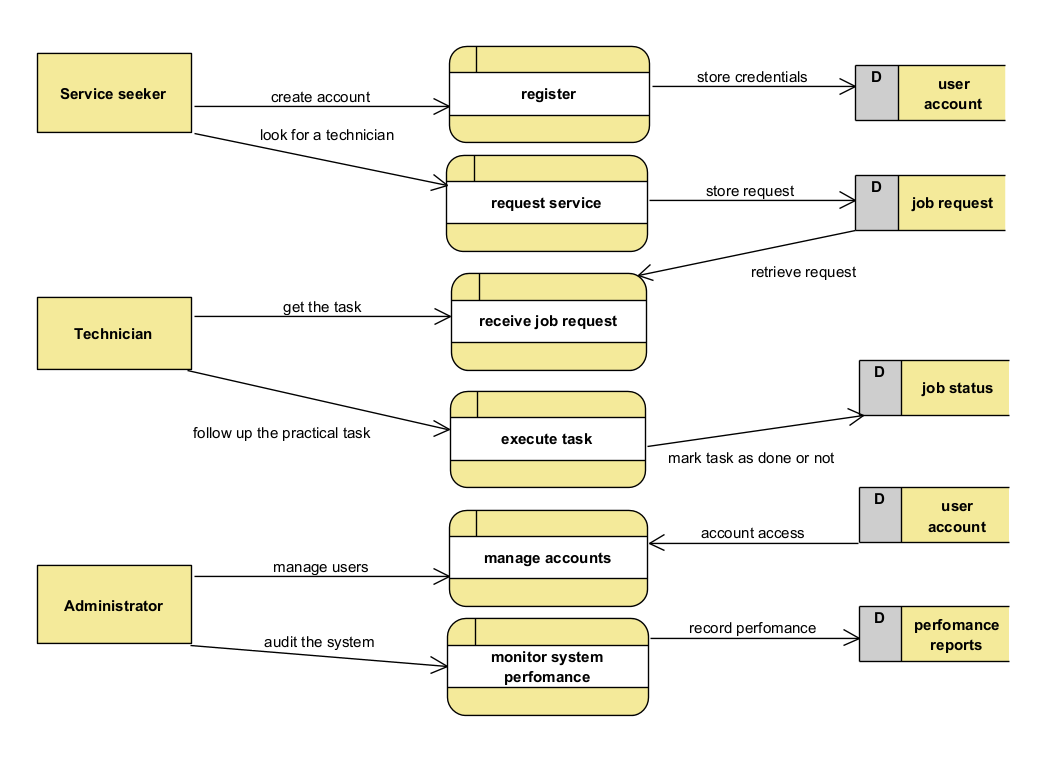 Service seeker
create account
look for a technician
register
store credentials
D
user
account
request service
store request
D
job request
retrieve request
Technician
get the task
receive job request
follow up the practical task
execute task
mark task as done or not
D
job status
D
user
account
account access
manage accounts
manage users
Administrator
audit the system
monitor system
perfomance
record perfomance
D
perfomance
reports